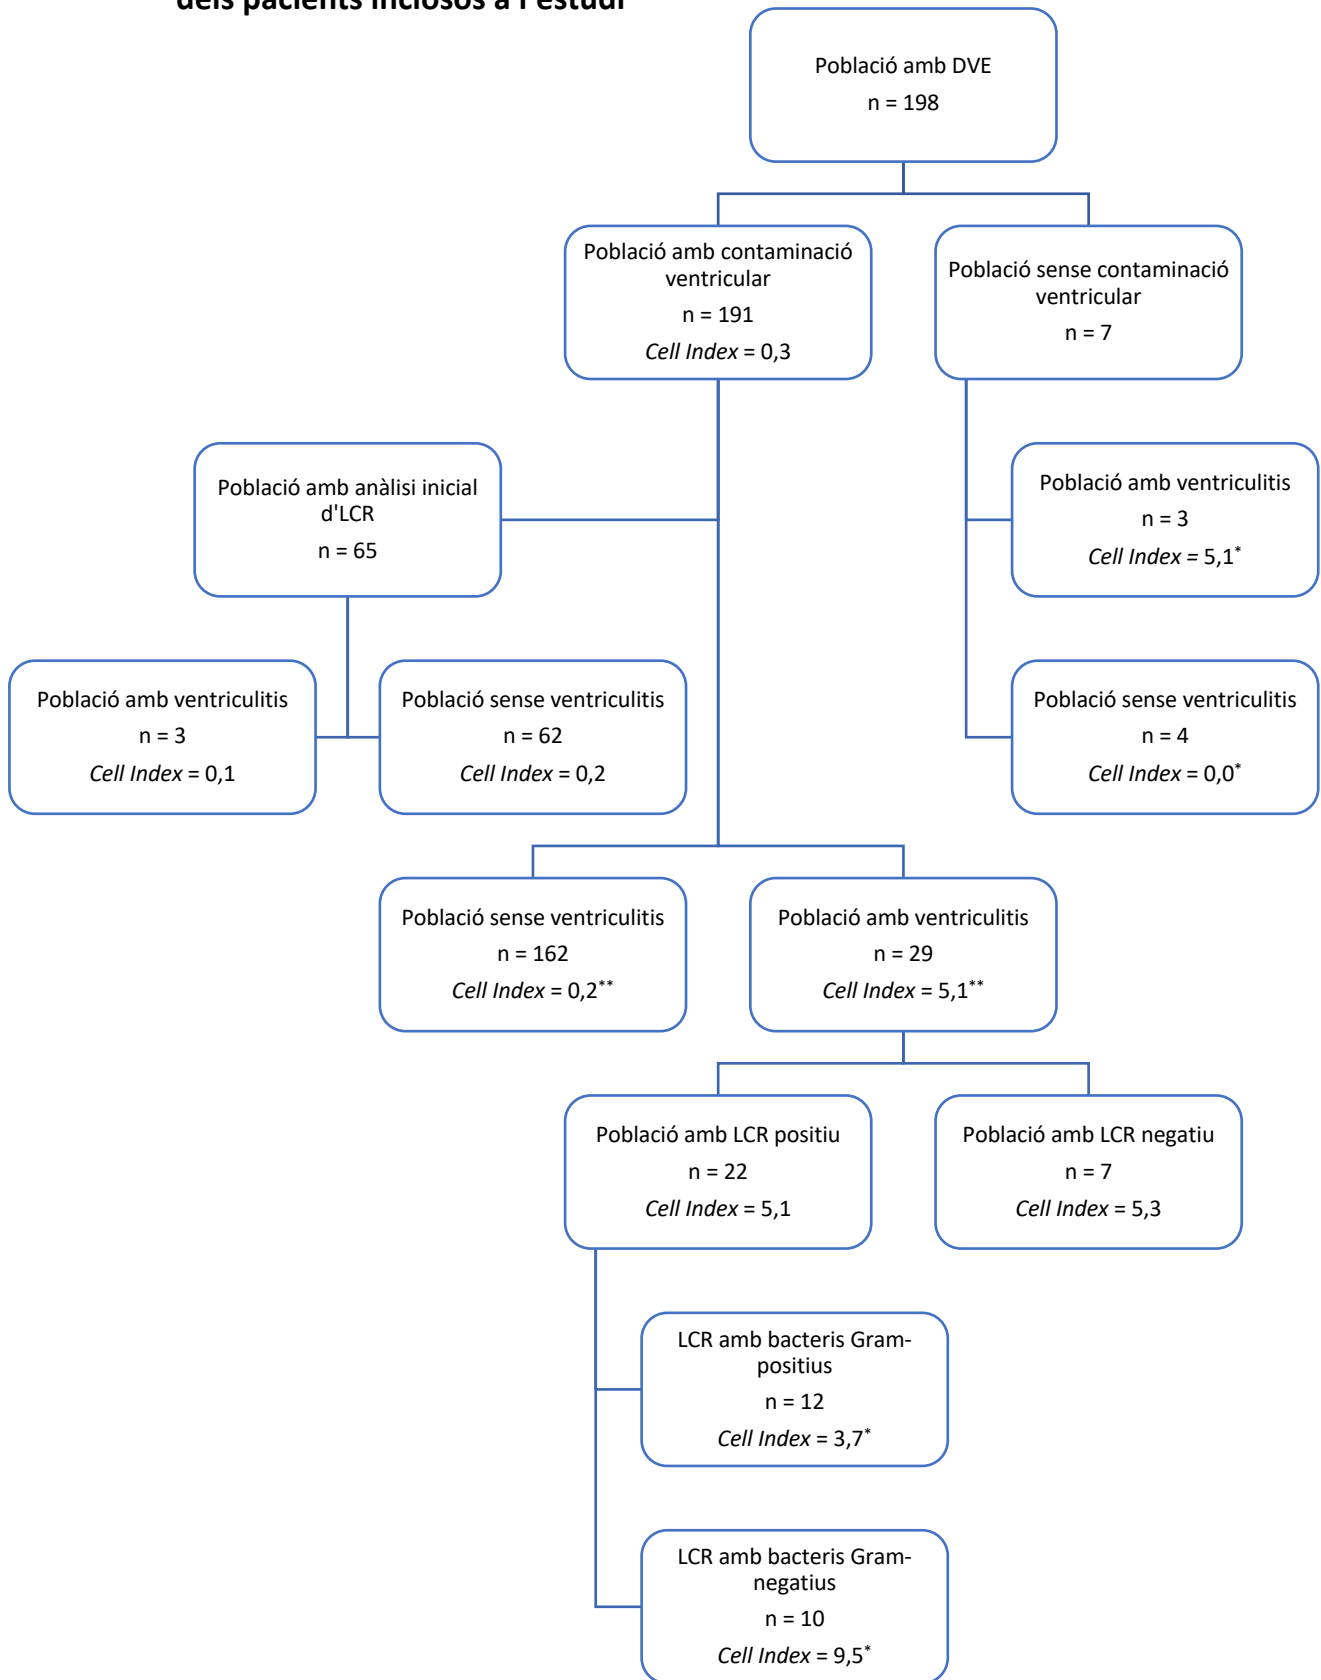 dels pacients inclosos a l'estudi
Població amb DVE
n = 198
Població amb contaminació
ventricular
n = 191
Cell Index = 0,3
Població sense contaminació
ventricular
n = 7
Població amb anàlisi inicial
d'LCR
n = 65
Població amb ventriculitis
n = 3
Cell Index = 5,1*
Població amb ventriculitis
n = 3
Cell Index = 0,1
Població sense ventriculitis
n = 62
Cell Index = 0,2
Població sense ventriculitis
n = 4
Cell Index = 0,0*
Població sense ventriculitis
n = 162
Cell Index = 0,2**
Població amb ventriculitis
n = 29
Cell Index = 5,1**
Població amb LCR positiu
n = 22
Cell Index = 5,1
Població amb LCR negatiu
n = 7
Cell Index = 5,3
LCR amb bacteris Gram-
positius
n = 12
Cell Index = 3,7*
LCR amb bacteris Gram-
negatius
n = 10
Cell Index = 9,5*